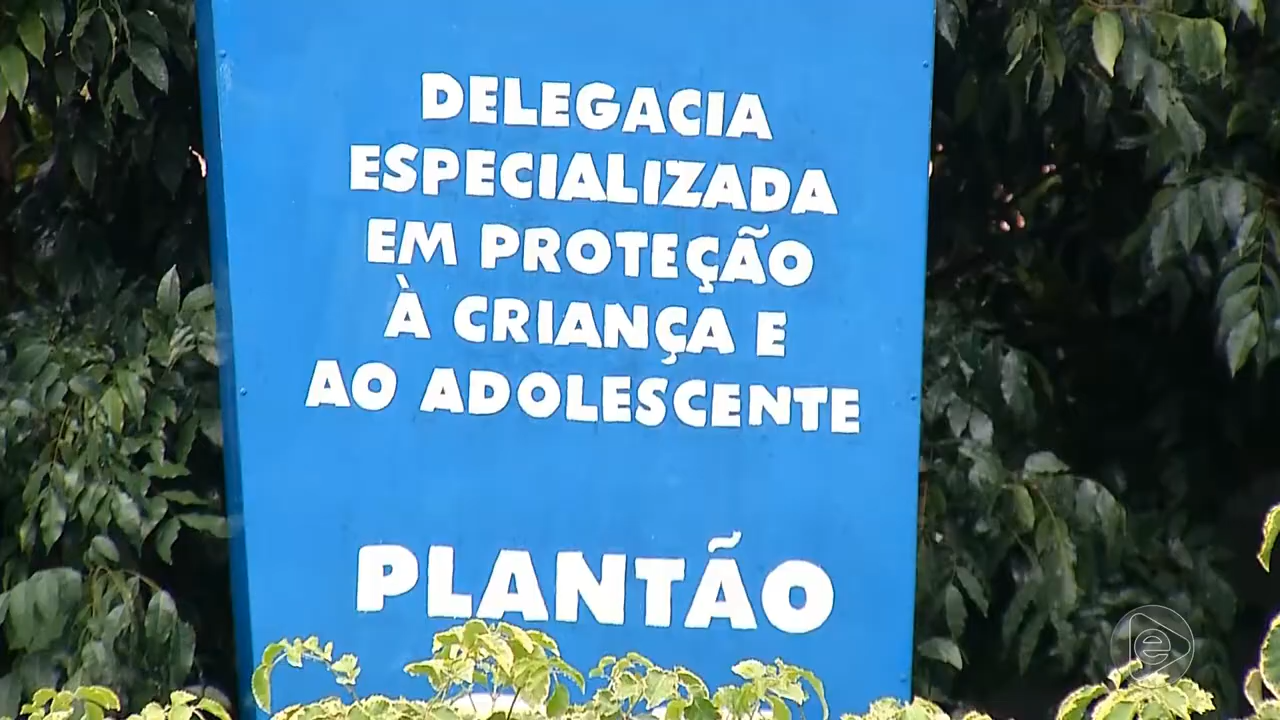 DELEGACIA
ESPECIALIZADA
EM PROTEÇÃO
À CRIANÇA E
AO ADOLESCENTE
PLANTÃO
e